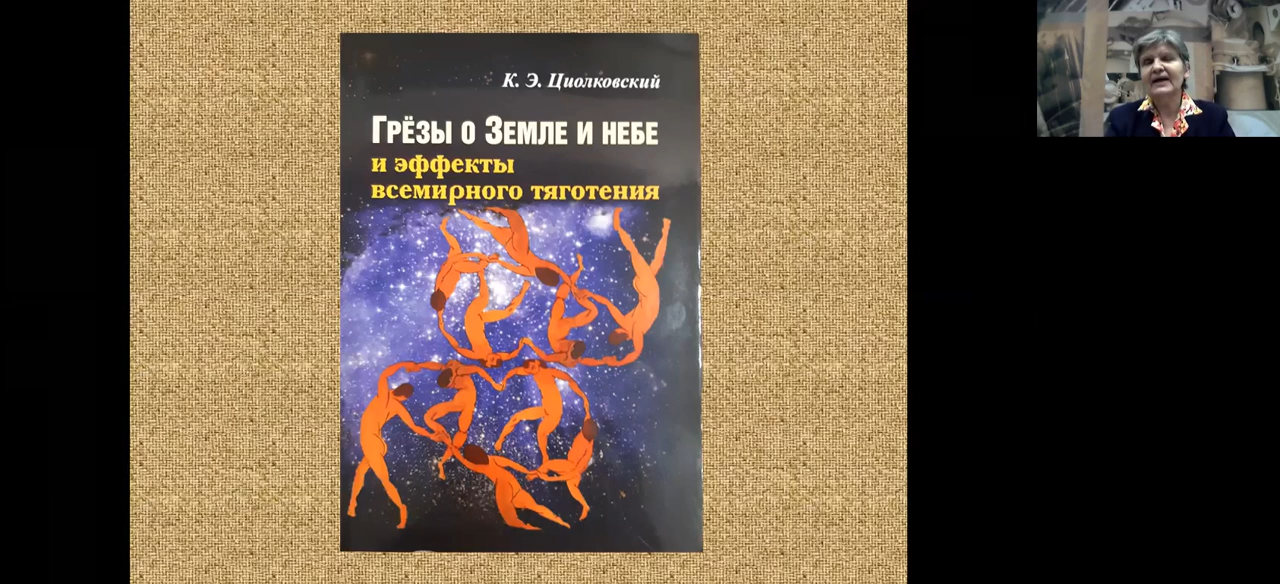 К. Э. Циолковский
ГРЁЗЫ О ЗЕМЛЕ И НЕБЕ
и эффекты
всемирного тяготения